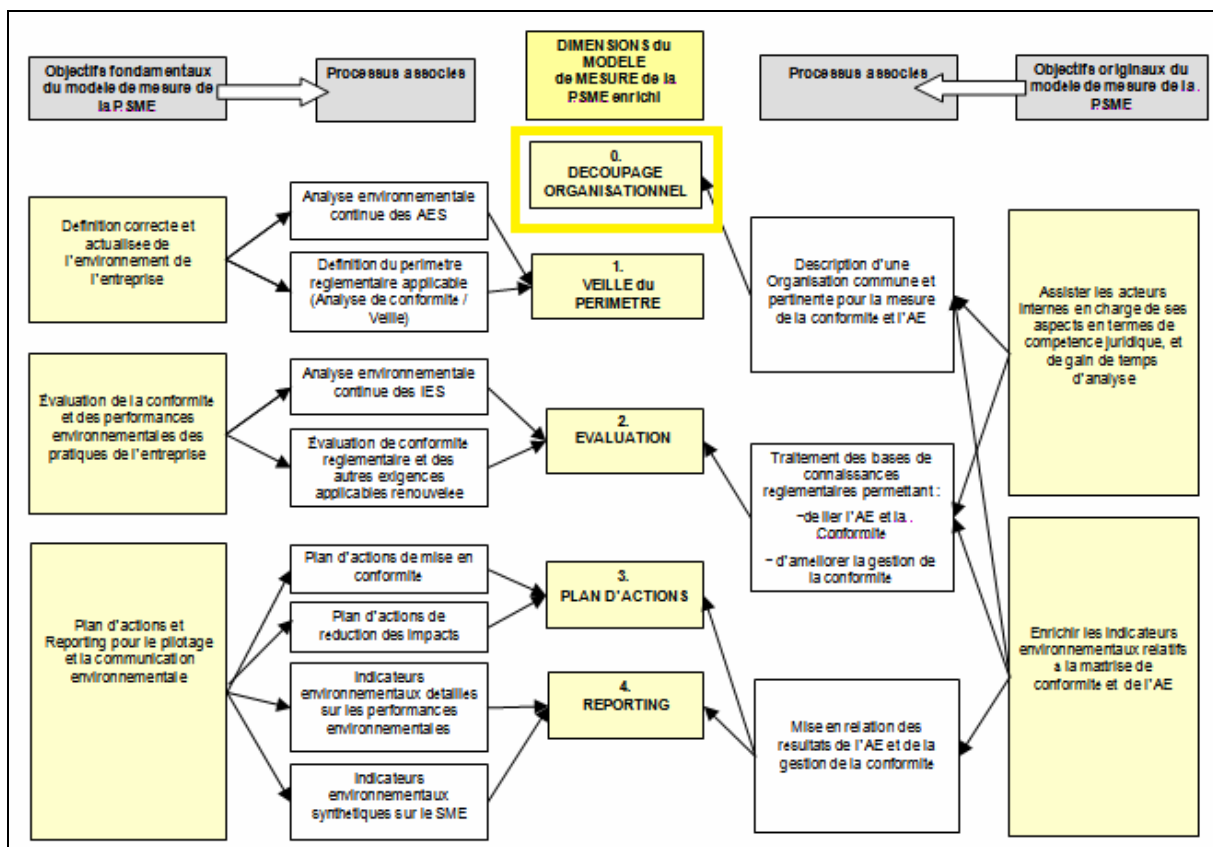 Objectifs fondamentaux
du modele de mesure de
la P.SME
Processus associes
DIMENSIONS du
MODELE
de MESURE de la
P.SME enrichi
Processus associes
Objectifs originaux du
modele de mesure de la .
P.SME
0.
DECOUPAGE
ORGANISATIONNEL
Definition correcte et
actualisee de
l'environnement de
l'entreprise
Analyse environnementale
continue des AES
Definition du perimetre
reglementaire applicable
(Analyse de conformite /
Veille)
1.
VEILLE du
PERIMETRE
Description d'une
Organisation commune et
pertinente pour la mesure
de la conformite et l'AE
Assister les acteurs
internes en charge de ses
aspects en termes de
competence juridique, et
de gain de temps
d'analyse
Évaluation de la conformite
et des performances
environnementales des
pratiques de l'entreprise
Analyse environnementale
continue des IES
Évaluation de conformite
reglementaire et des
autres exigences
applicables renouvelee
2.
EVALUATION
Traitement des bases de
connaissances
reglementaires permettant :
-de lier l'AE et la .
Conformite
- d'ameliorer la gestion de
la conformite
Plan d'actions et
Reporting pour le pilotage
et la communication
environnementale
Plan d'actions de mise en
conformite
Plan d'actions de
reduction des impacts
Indicateurs
environnementaux detailles
sur les performances
environnementales
Indicateurs
environnementaux
synthetiques sur le SME
3.
PLAN D'ACTIONS
4.
REPORTING
Mise en relation des
resultats de l'AE et de la
gestion de la conformite
Enrichir les indicateurs
environnementaux relatifs
a la maitrise de
conformite et de l'AE